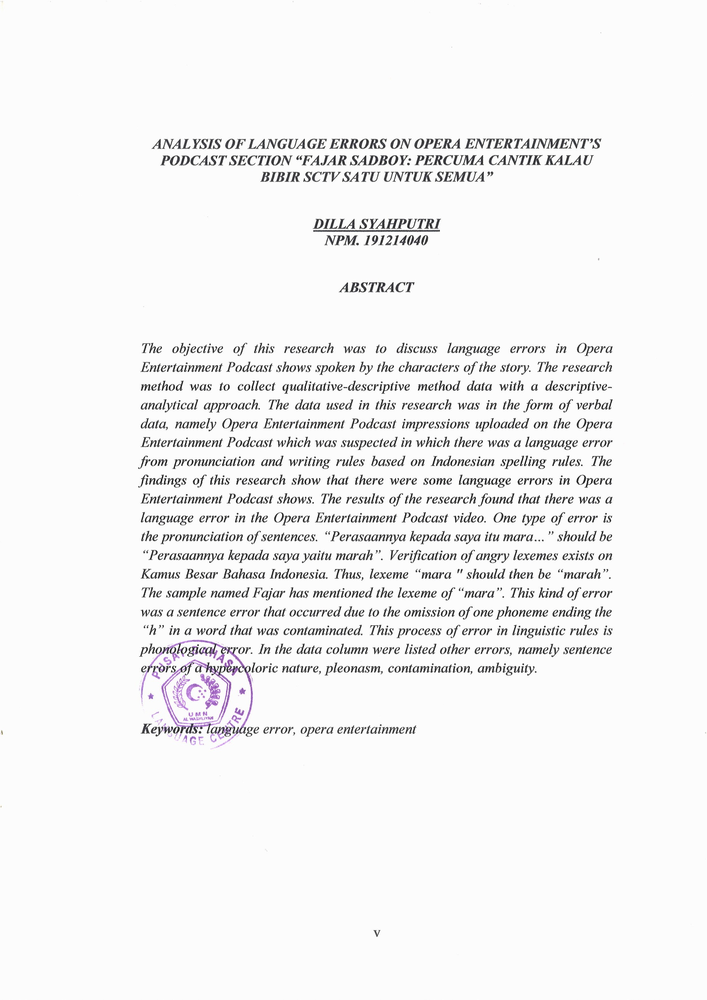 ANALYSIS OF LANGUAGE ERRORS ON OPERA ENTERTAINMENT'S
PODCAST SECTION “FAJAR SADBOY: PERCUMA CANTIK KALAU
BIBIR SCTV SATU UNTUK SEMUA”
DILLA SYAHPUTRI
NPM. 191214040
ABSTRACT
The objective of this research was to discuss language errors in Opera
Entertainment Podcast shows spoken by the characters of the story. The research
method was to collect qualitative-descriptive method data with a descriptive-
analytical approach. The data used in this research was in the form of verbal
data, namely Opera Entertainment Podcast impressions uploaded on the Opera
Entertainment Podcast which was suspected in which there was a language error
from pronunciation and writing rules based on Indonesian spelling rules. The
findings of this research show that there were some language errors in Opera
Entertainment Podcast shows. The results of the research found that there was a
language error in the Opera Entertainment Podcast video. One type of error is
the pronunciation of sentences. “Perasaannya kepada saya itu mara... ” should be
“Perasaannya kepada saya yaitu marah”. Verification of angry lexemes exists on
Kamus Besar Bahasa Indonesia. Thus, lexeme “mara " should then be “marah”.
The sample named Fajar has mentioned the lexeme of “mara”. This kind of error
was a sentence error that occurred due to the omission of one phoneme ending the
“h” in a word that was contaminated. This process of error in linguistic rules is
phonological error. In the data column were listed other errors, namely sentence
errors of a hypercoloric nature, pleonasm, contamination, ambiguity.
PUSAT BAHASA
UMN
AL WASHLIYAH
LANGUAGE CENTRE
Keywords: language error, opera entertainment
v